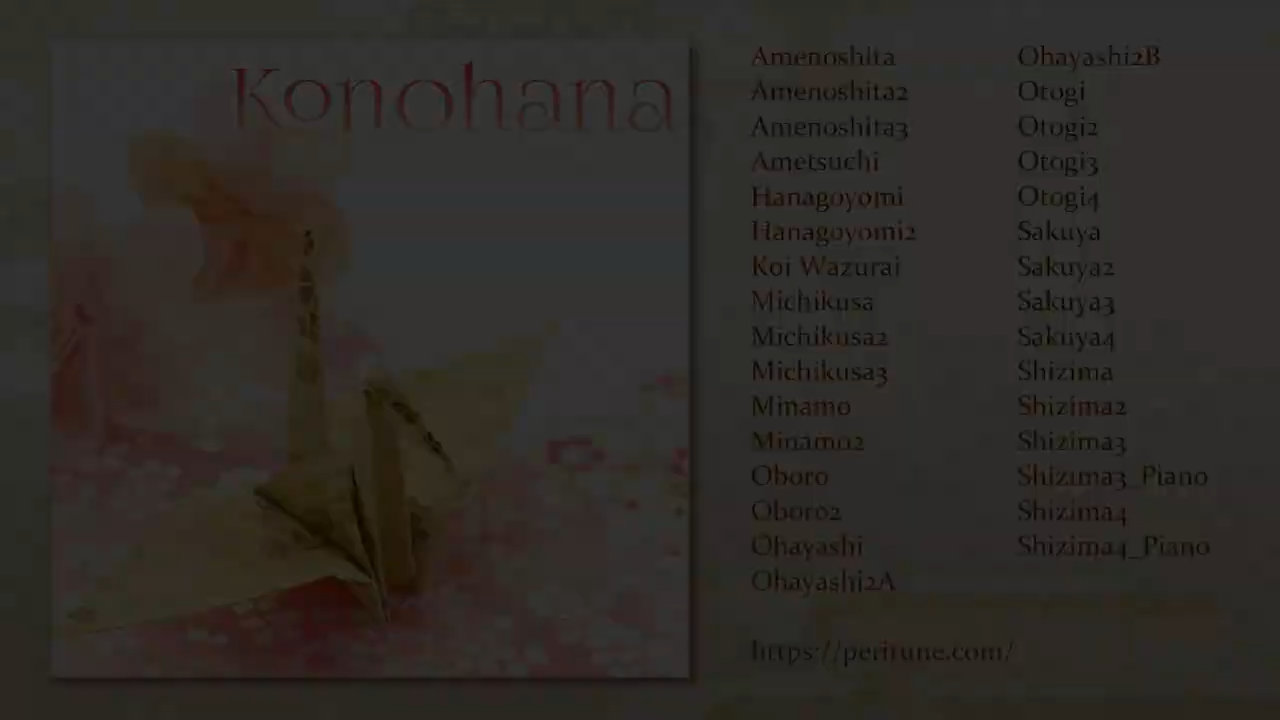 Konohana
Amenoshita
Amenoshita2
Amenoshita3
Ametsuchi
Hanagoyomi
Hanagoyomi2
Koi Wazurai
Michikusa
Michikusa2
Michikusa3
Minamo
Minamo2
Oboro
Oboro2
Ohayashi
Ohayashi2A
Ohayashi2B
Otogi
Otogi2
Otogi3
Otogi4
Sakuya
Sakuya2
Sakuya3
Sakuya4
Shizima
Shizima2
Shizima3
Shizima3_Piano
Shizima4
Shizima4_Piano
https://peritune.com/